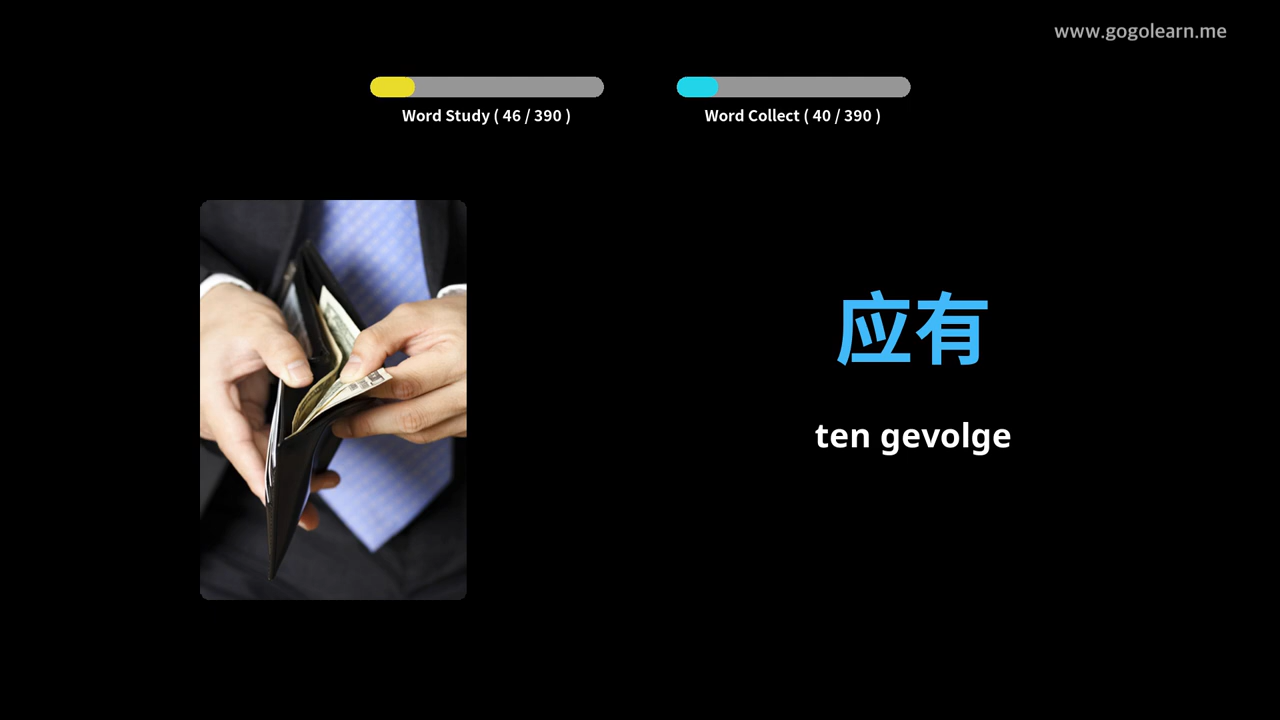 www.gogolearn.me
Word Study ( 46 / 390 )
Word Collect ( 40 / 390 )
应有
ten gevolge